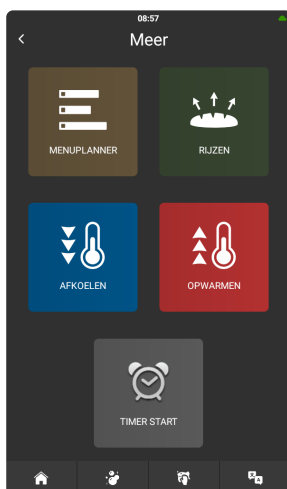 08:57
Meer
MENUPLANNER
RIJZEN
AFKOELEN
OPWARMEN
TIMER START